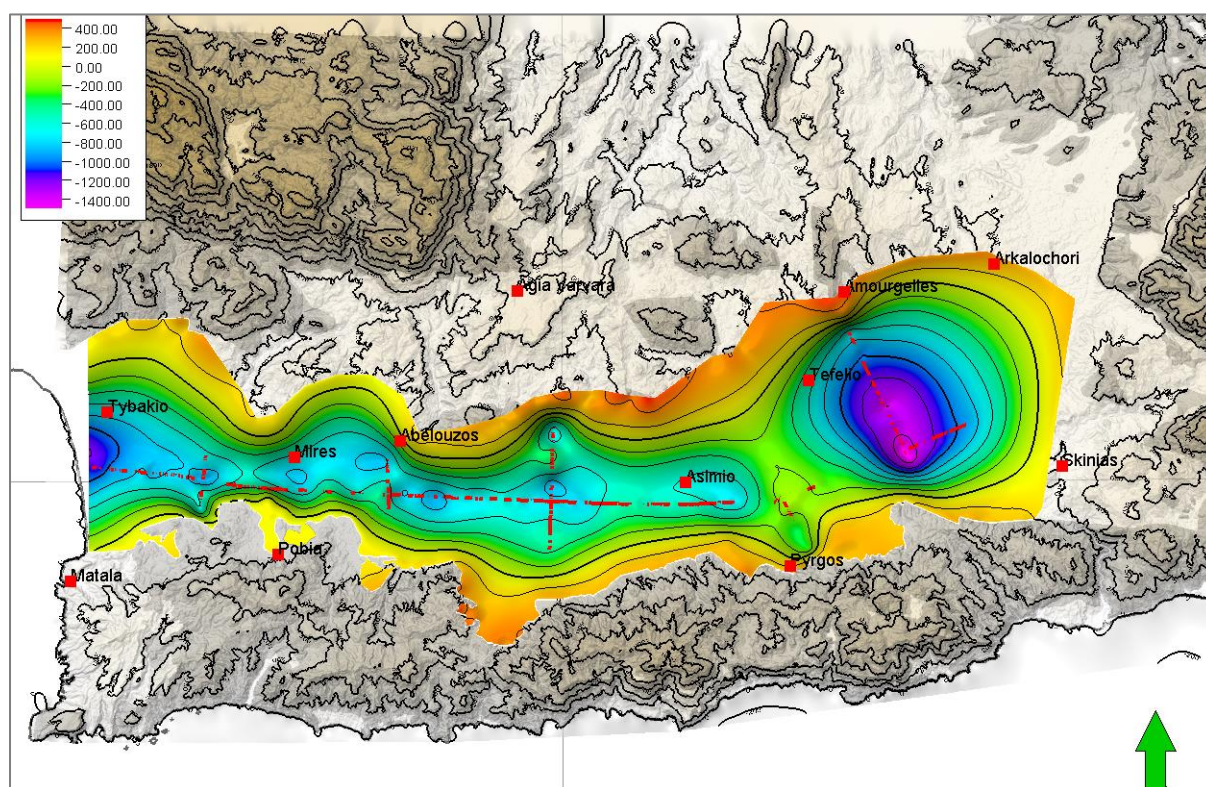 400.00
200.00
0.00
-200.00
-400.00
-600.00
-800.00
-1000.00
-1200.00
-1400.00
Arkalochori
Agia Varvara
Amourgelles
Tefelio
Tybakio
Abelouzos
Mires
Skinias
Asimio
Pobia
Pyrgos
Matala